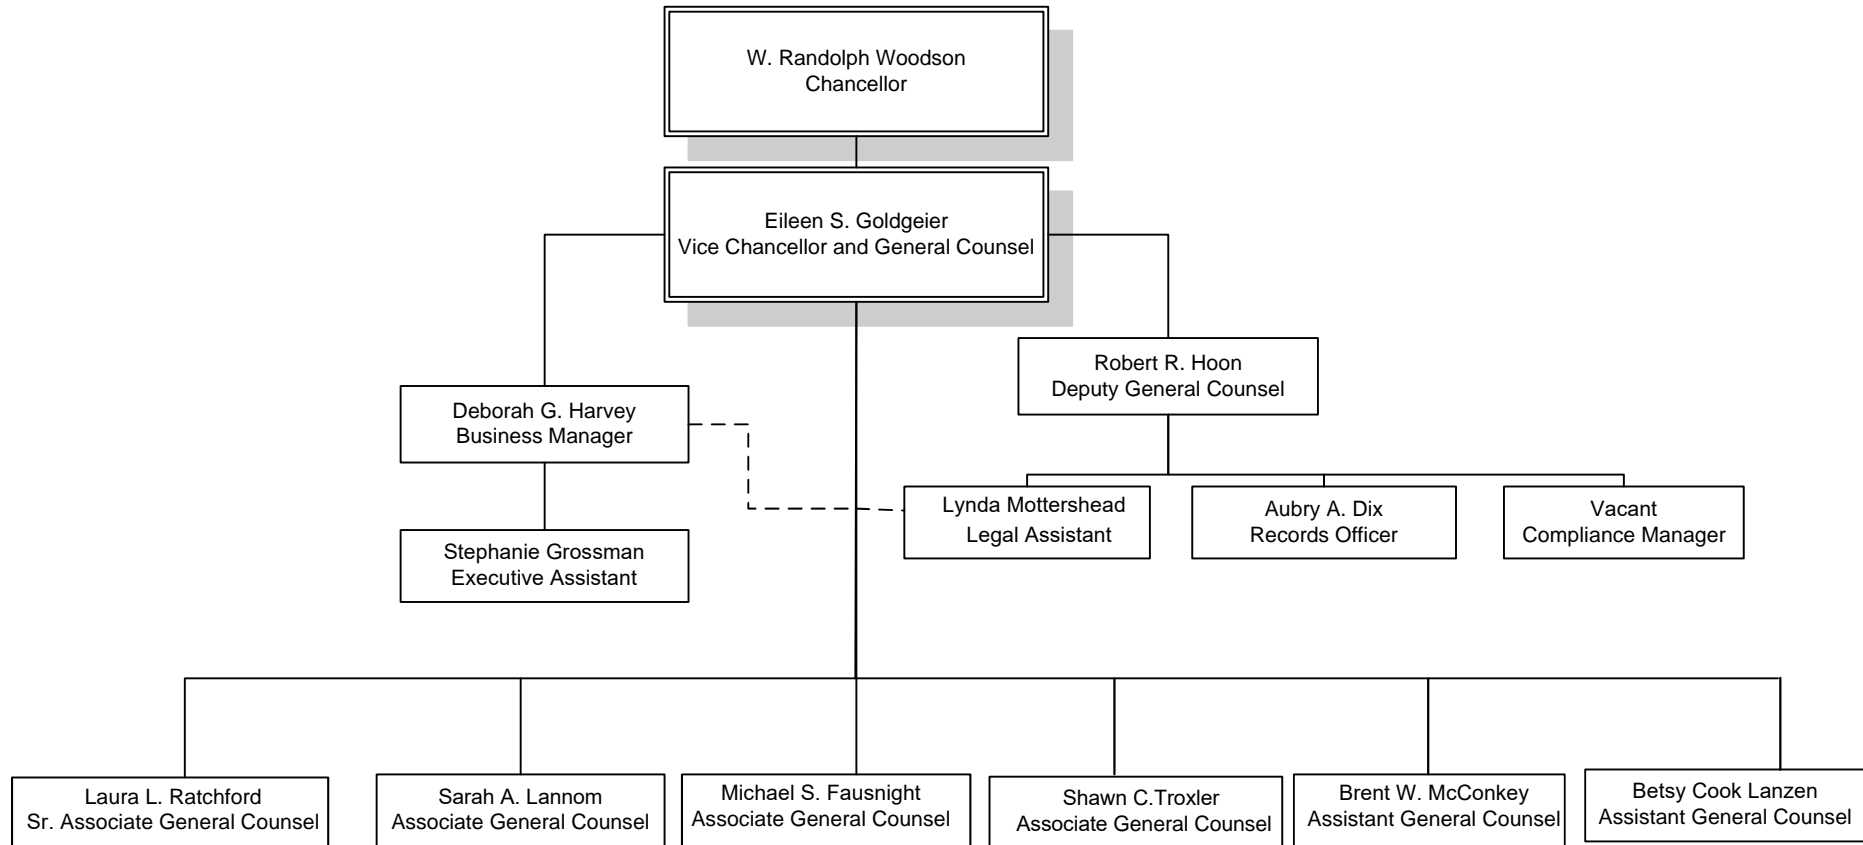 W. Randolph Woodson
Chancellor
Eileen S. Goldgeier
Vice Chancellor and General Counsel
Robert R. Hoon
Deputy General Counsel
Deborah G. Harvey
Business Manager
Lynda Mottershead
Legal Assistant
Aubry A. Dix
Records Officer
Vacant
Compliance Manager
Stephanie Grossman
Executive Assistant
Laura L. Ratchford
Sr. Associate General Counsel
Sarah A. Lannom
Associate General Counsel
Michael S. Fausnight
Associate General Counsel
Shawn C.Troxler
Associate General Counsel
Brent W. McConkey
Assistant General Counsel
Betsy Cook Lanzen
Assistant General Counsel